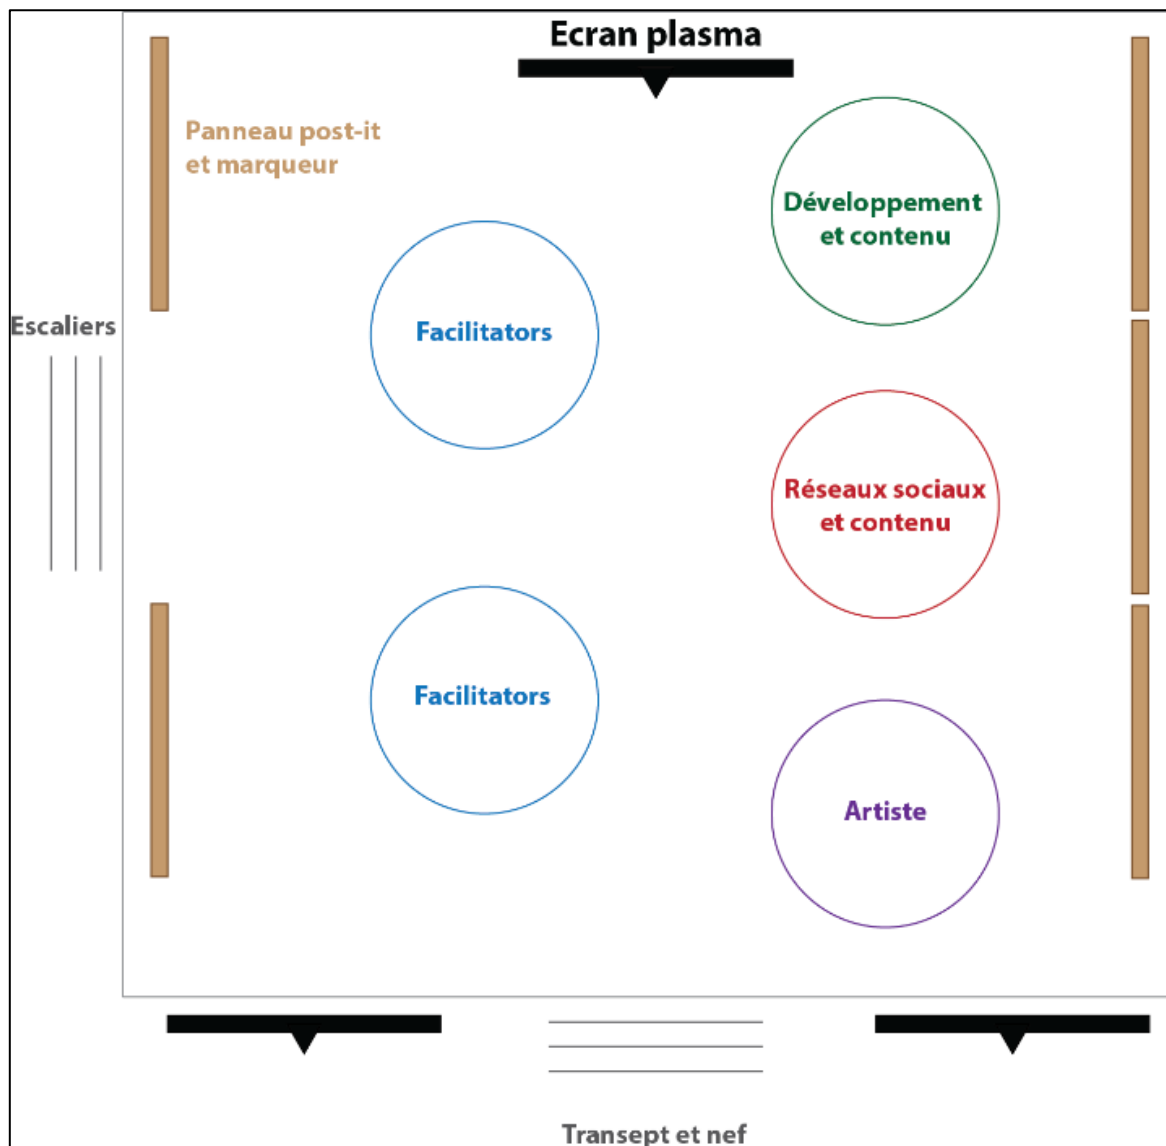 Ecran plasma
Panneau post-it
et marqueur
Développement
et contenu
Escaliers
Facilitators
Réseaux sociaux
et contenu
Facilitators
Artiste
Transept et nef